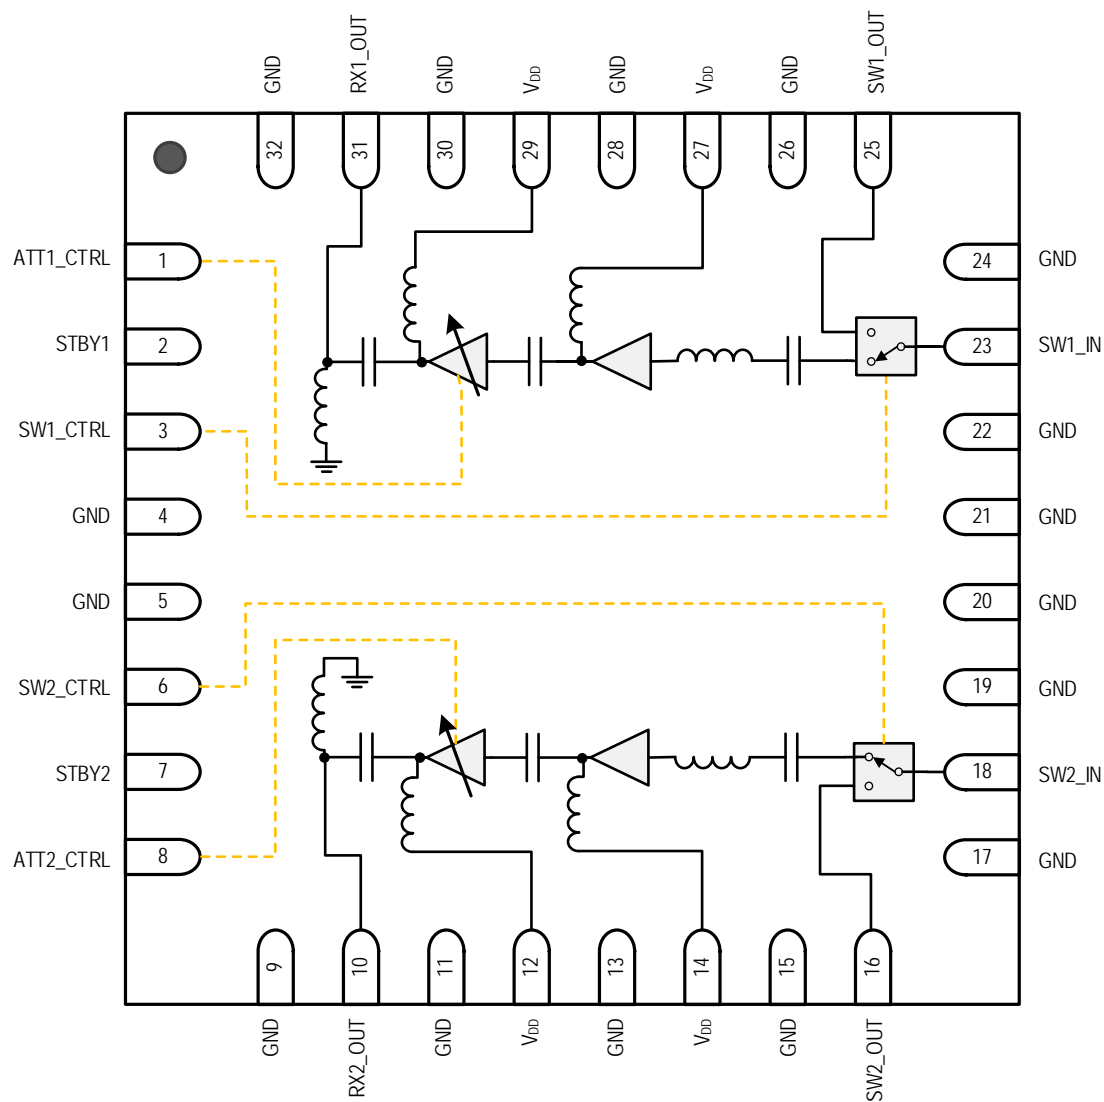 GND
RX1_OUT
GND
VDD
GND
VDD
GND
SW1_OUT
32
31
30
29
28
27
26
25
ATT1_CTRL 1
24 GND
STBY1 2
23 SW1_IN
SW1_CTRL 3
22 GND
GND 4
21 GND
GND 5
20 GND
SW2_CTRL 6
19 GND
STBY2 7
18 SW2_IN
ATT2_CTRL 8
17 GND
9
10
11
12
13
14
15
16
GND
RX2_OUT
GND
VDD
GND
VDD
GND
SW2_OUT